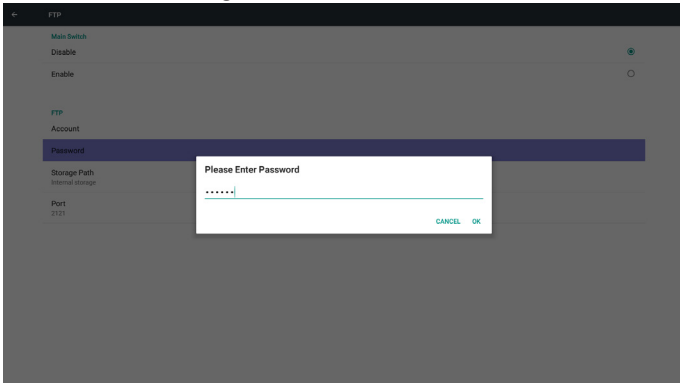 ← FTP
Main Switch
Disable
Enable
FTP
Account
Password
Storage Path
Internal storage
Port
2121
Please Enter Password
••••••
CANCEL OK